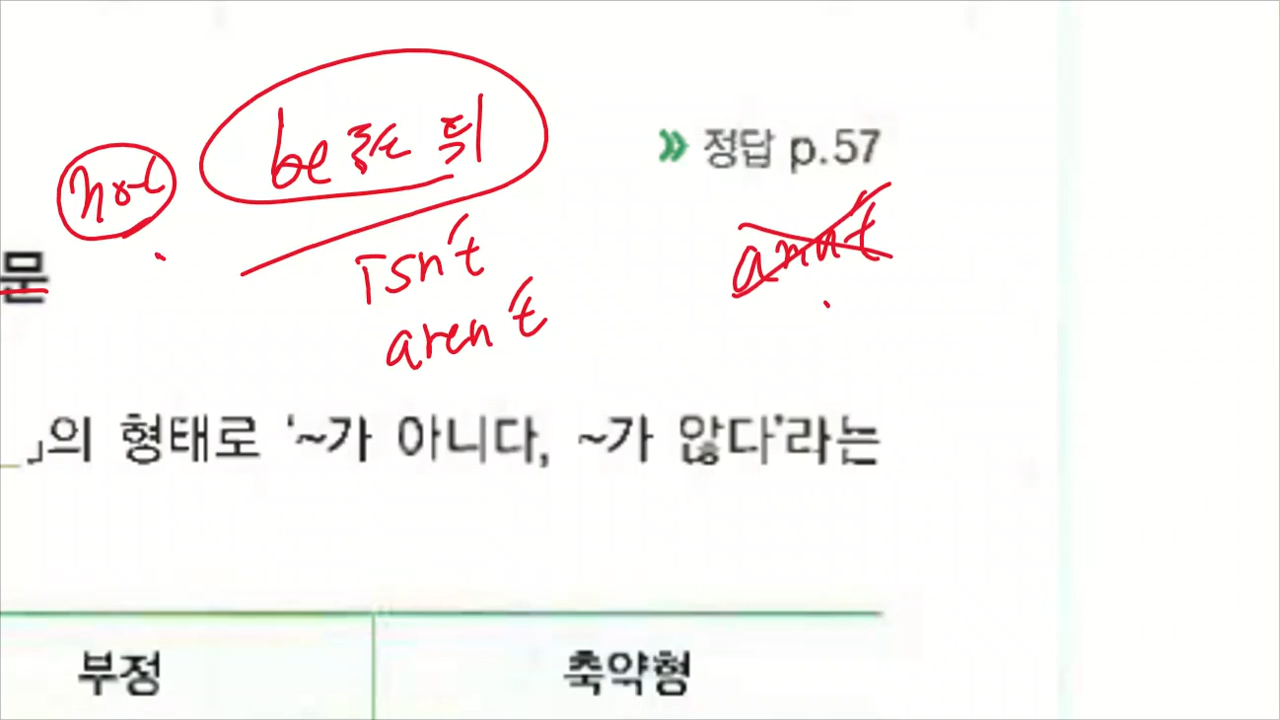 be동 뒤
not
» 정답 p.57
isn't
aren't
amn't
문
」의 형태로 '~가 아니다, ~가 않다'라는
부정 축약형